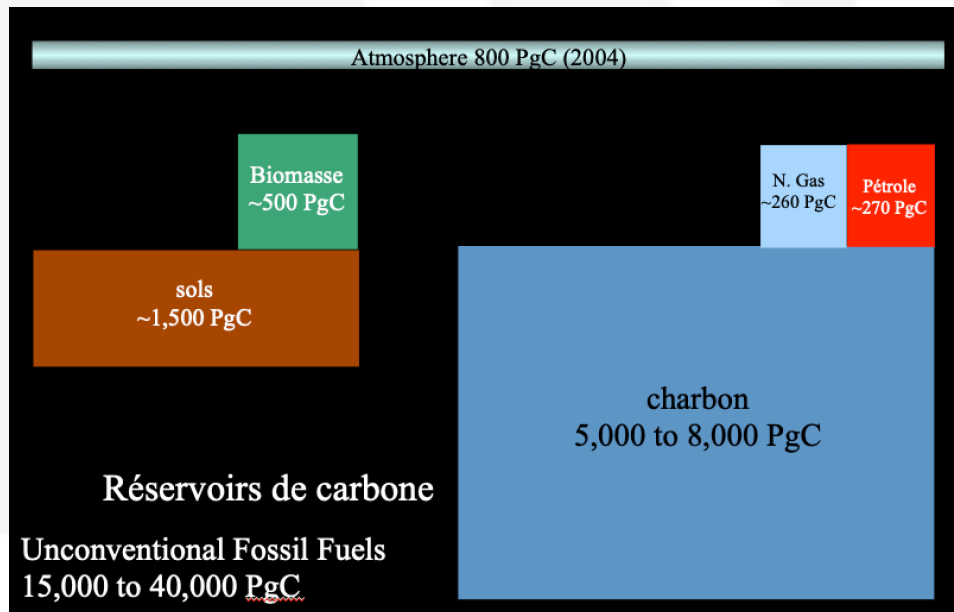 Atmosphere 800 PgC (2004)
Biomasse
~500 PgC
N. Gas
~260 PgC
Pétrole
~270 PgC
sols
~1,500 PgC
charbon
5,000 to 8,000 PgC
Réservoirs de carbone
Unconventional Fossil Fuels
15,000 to 40,000 PgC